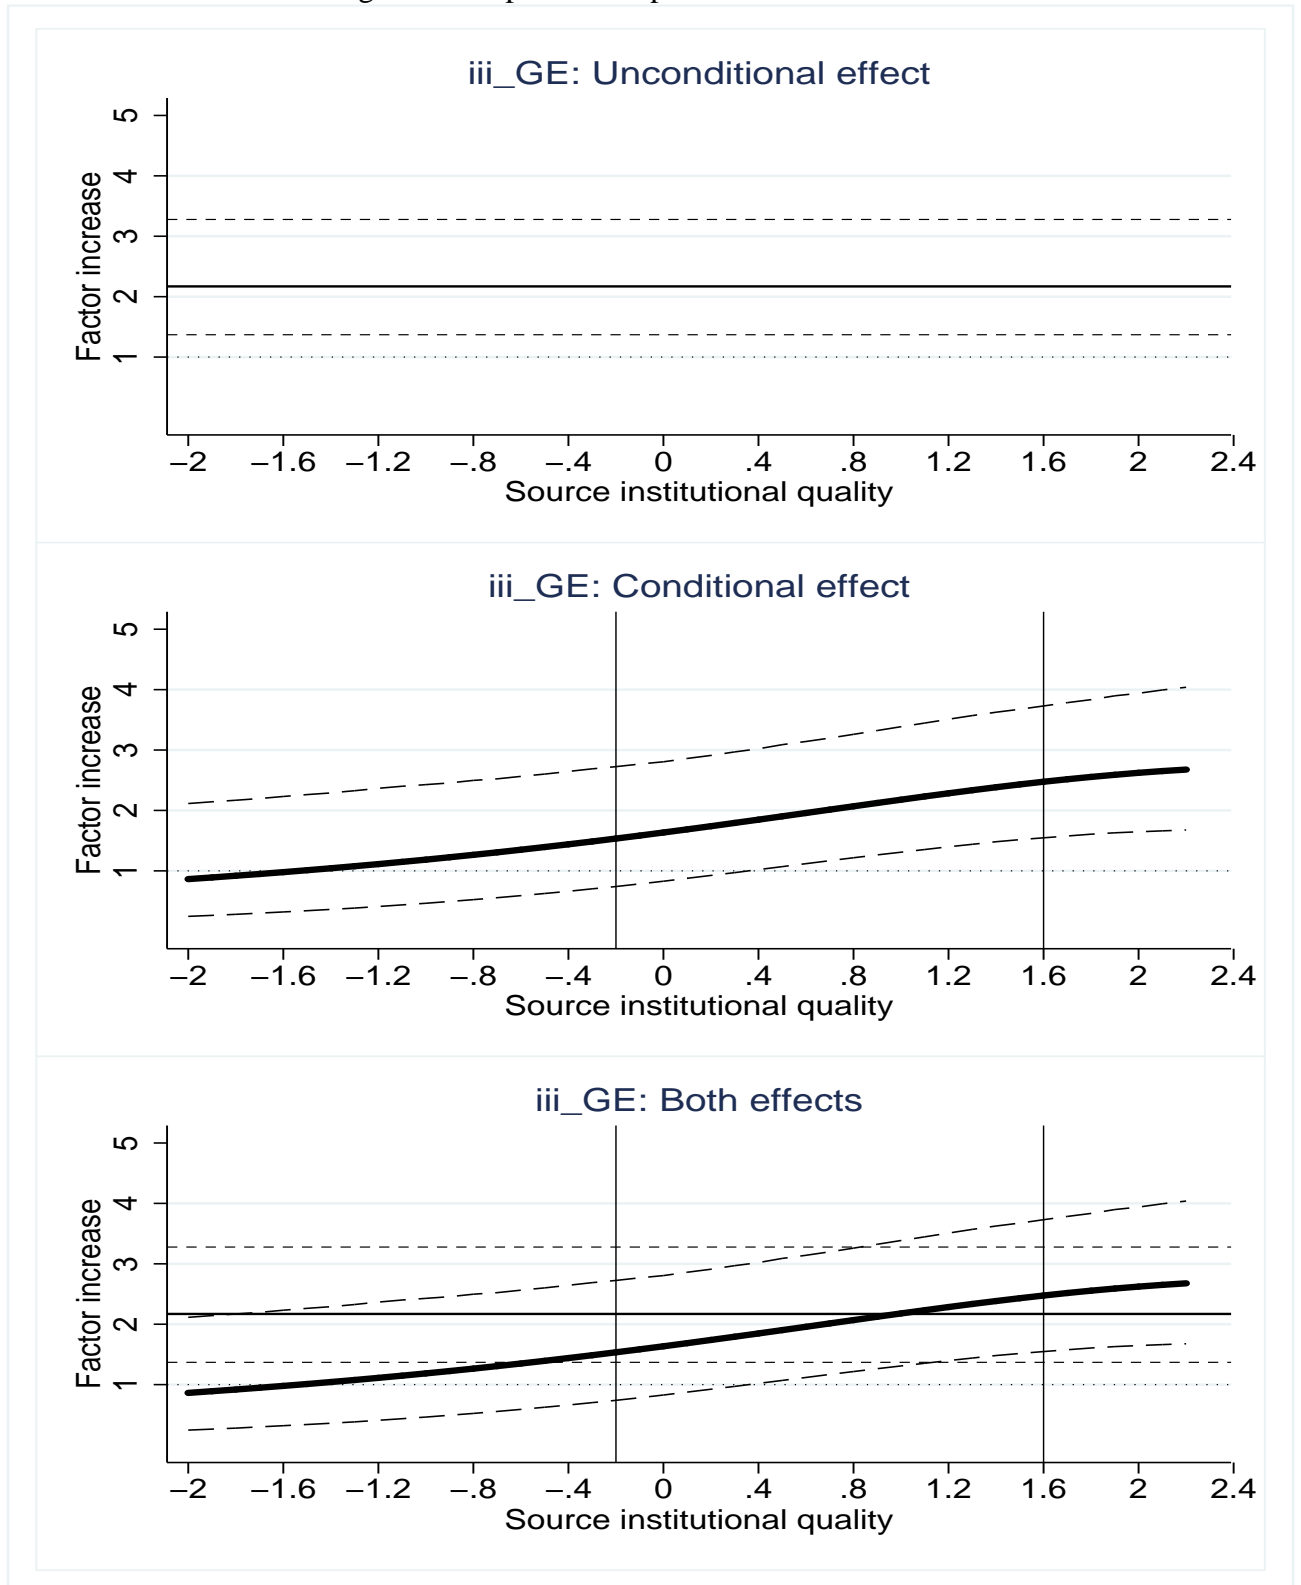 iii_GE: Unconditional effect
5
4
3
2
1
Factor increase
−2 −1.6 −1.2 −.8 −.4 0 .4 .8 1.2 1.6 2 2.4
Source institutional quality
iii_GE: Conditional effect
5
4
3
2
1
Factor increase
−2 −1.6 −1.2 −.8 −.4 0 .4 .8 1.2 1.6 2 2.4
Source institutional quality
iii_GE: Both effects
5
4
3
2
1
Factor increase
−2 −1.6 −1.2 −.8 −.4 0 .4 .8 1.2 1.6 2 2.4
Source institutional quality